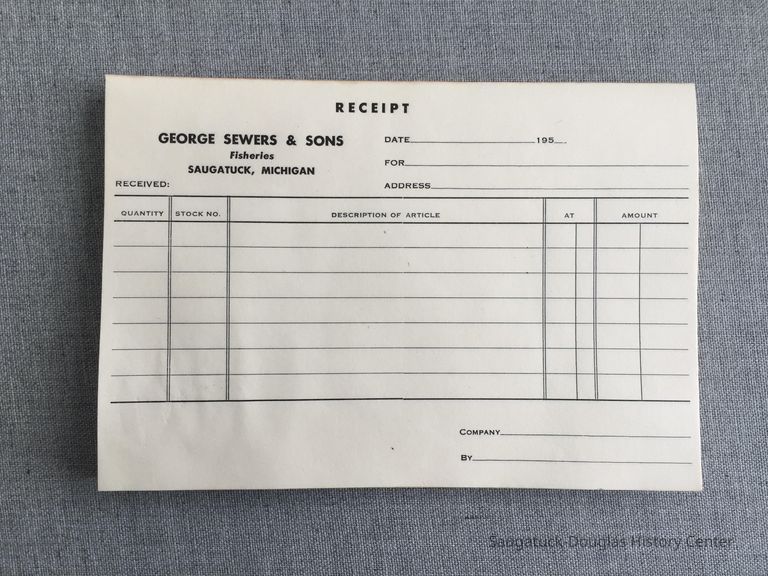 RECEIPT
GEORGE SEWERS & SONS
Fisheries
SAUGATUCK, MICHIGAN
RECEIVED:
DATE 195
FOR
ADDRESS
QUANTITY STOCK NO. DESCRIPTION OF ARTICLE AT AMOUNT
COMPANY
BY
Saugatuck-Douglas History Center